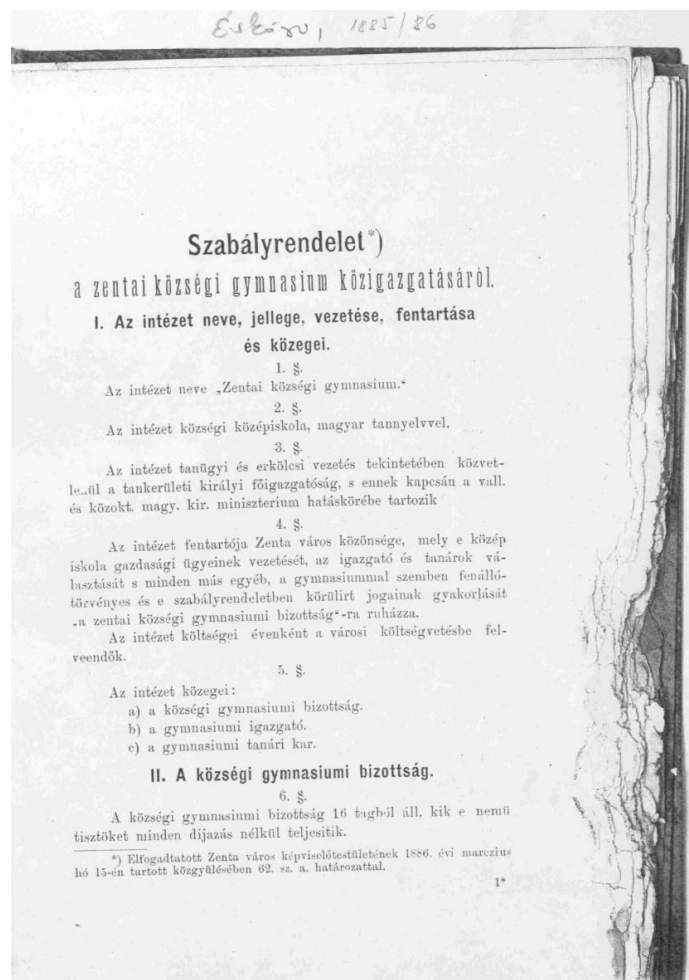 1885/86
Szabályrendelet*)
a zentai községi gymnasium közigazgatásáról.
I. Az intézet neve, jellege, vezetése, fentartása
és közegei.
1. §.
Az intézet neve „Zentai községi gymnasium.“
2. §.
Az intézet községi középiskola, magyar tannyelvvel.
3. §.
Az intézet tanügyi és erkölcsi vezetés tekintetében közvet-
le..ül a tankerületi királyi főigazgatóság, s ennek kapcsán a vall.
és közokt. magy. kir. miniszterium hatáskörébe tartozik
4. §.
Az intézet fentartója Zenta város közönsége, mely e közép
iskola gazdasági ügyeinek vezetését, az igazgató és tanárok vá-
lasztását s minden más egyéb, a gymnasiummal szemben fenálló-
törvényes és e szabályrendeletben körülirt jogainak gyakorlását
„a zentai községi gymnasiumi bizottság“-ra ruházza.
Az intézet költségei évenként a városi költségvetésbe fel-
veendők.
5. §.
Az intézet közegei:
a) a községi gymnasiumi bizottság.
b) a gymnasiumi igazgató.
c) a gymnasiumi tanári kar.
II. A községi gymnasiumi bizottság.
6. §.
A községi gymnasiumi bizottság 16 tagból áll, kik e nemü
tisztöket minden dijazás nélkül teljesitik.
*) Elfogadtatott Zenta város képviselőtestületének 1886. évi marczius
hó 15-én tartott közgyülésében 62. sz. a. határozattal.
1*